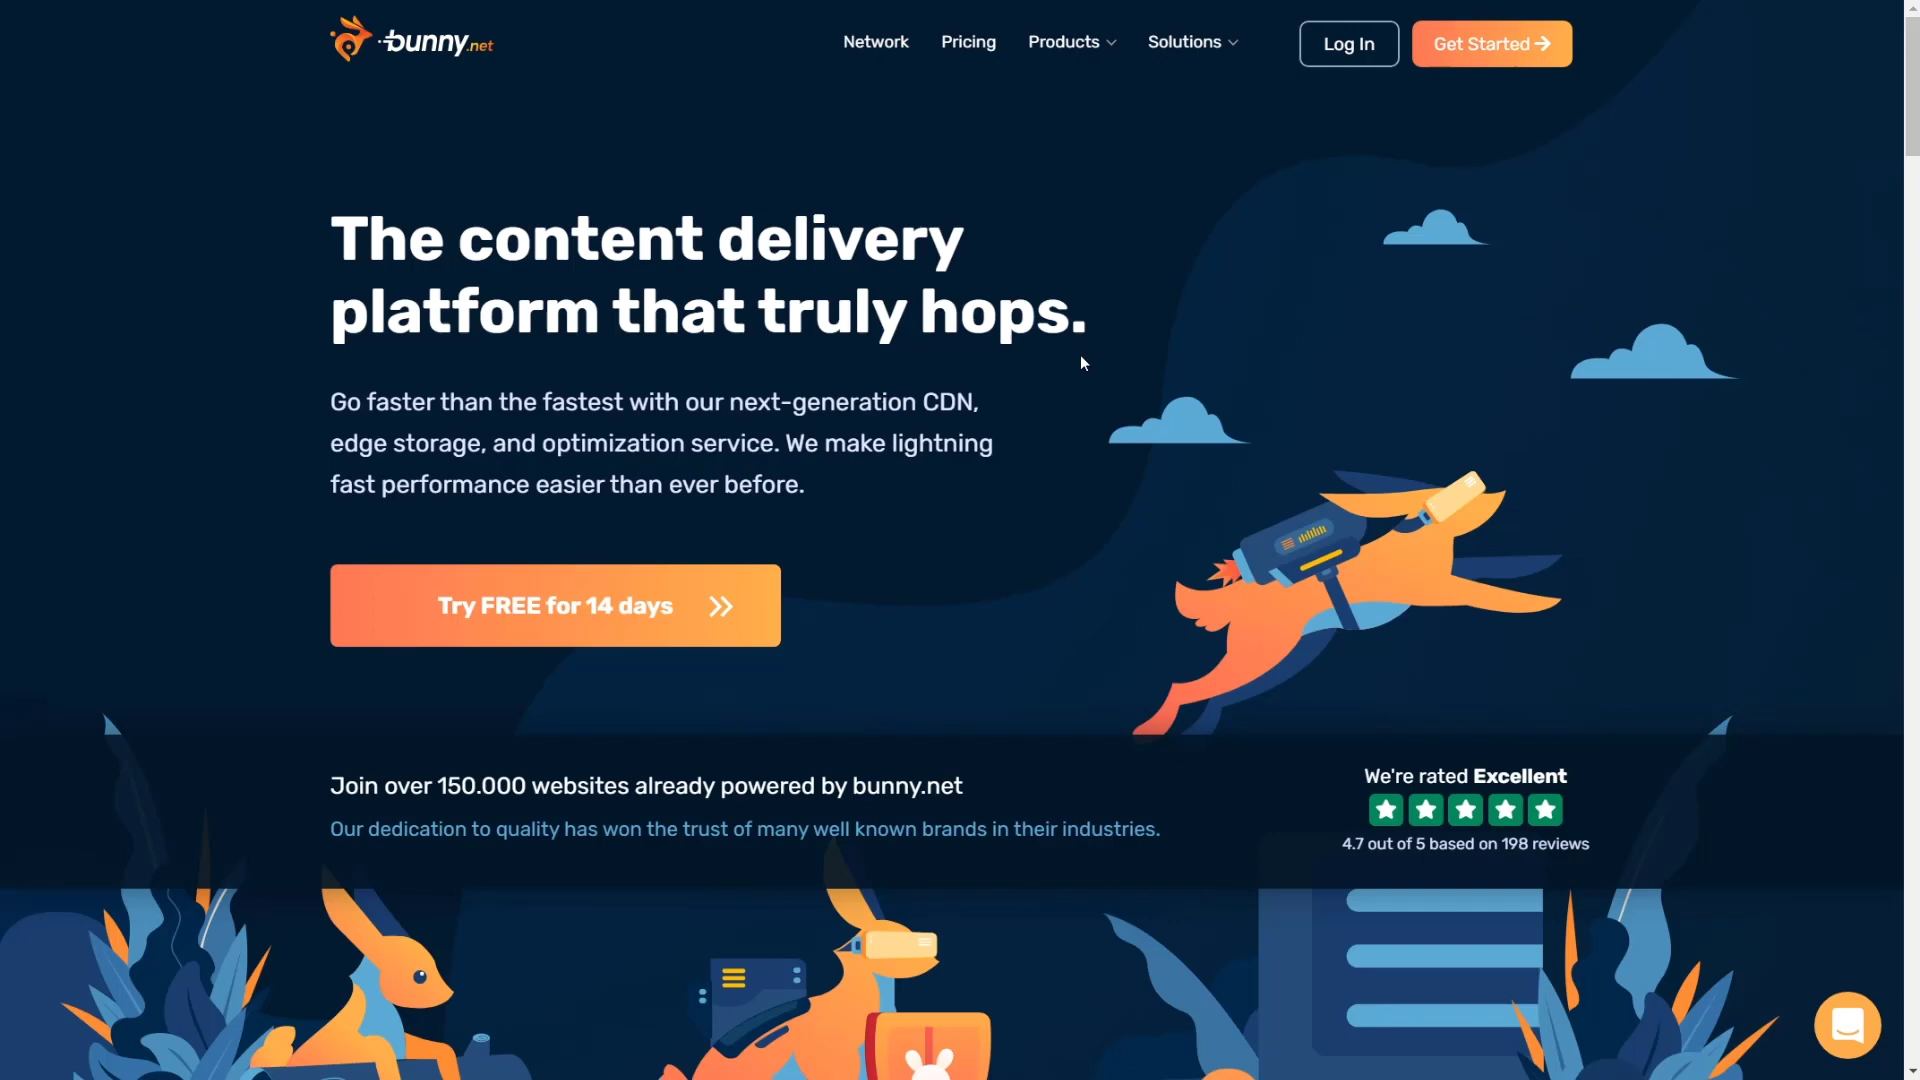 bunny.net
Network Pricing Products Solutions Log In Get Started
The content delivery
platform that truly hops.
Go faster than the fastest with our next-generation CDN,
edge storage, and optimization service. We make lightning
fast performance easier than ever before.
Try FREE for 14 days
Join over 150.000 websites already powered by bunny.net
Our dedication to quality has won the trust of many well known brands in their industries.
We're rated Excellent
4.7 out of 5 based on 198 reviews